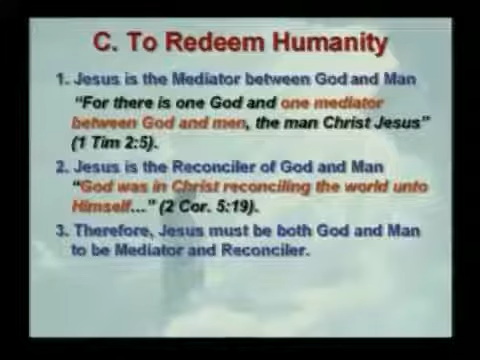 C. To Redeem Humanity
1. Jesus is the Mediator between God and Man
"For there is one God and one mediator
between God and men, the man Christ Jesus"
(1 Tim 2:5).
2. Jesus is the Reconciler of God and Man
"God was in Christ reconciling the world unto
Himself..." (2 Cor. 5:19).
3. Therefore, Jesus must be both God and Man
to be Mediator and Reconciler.